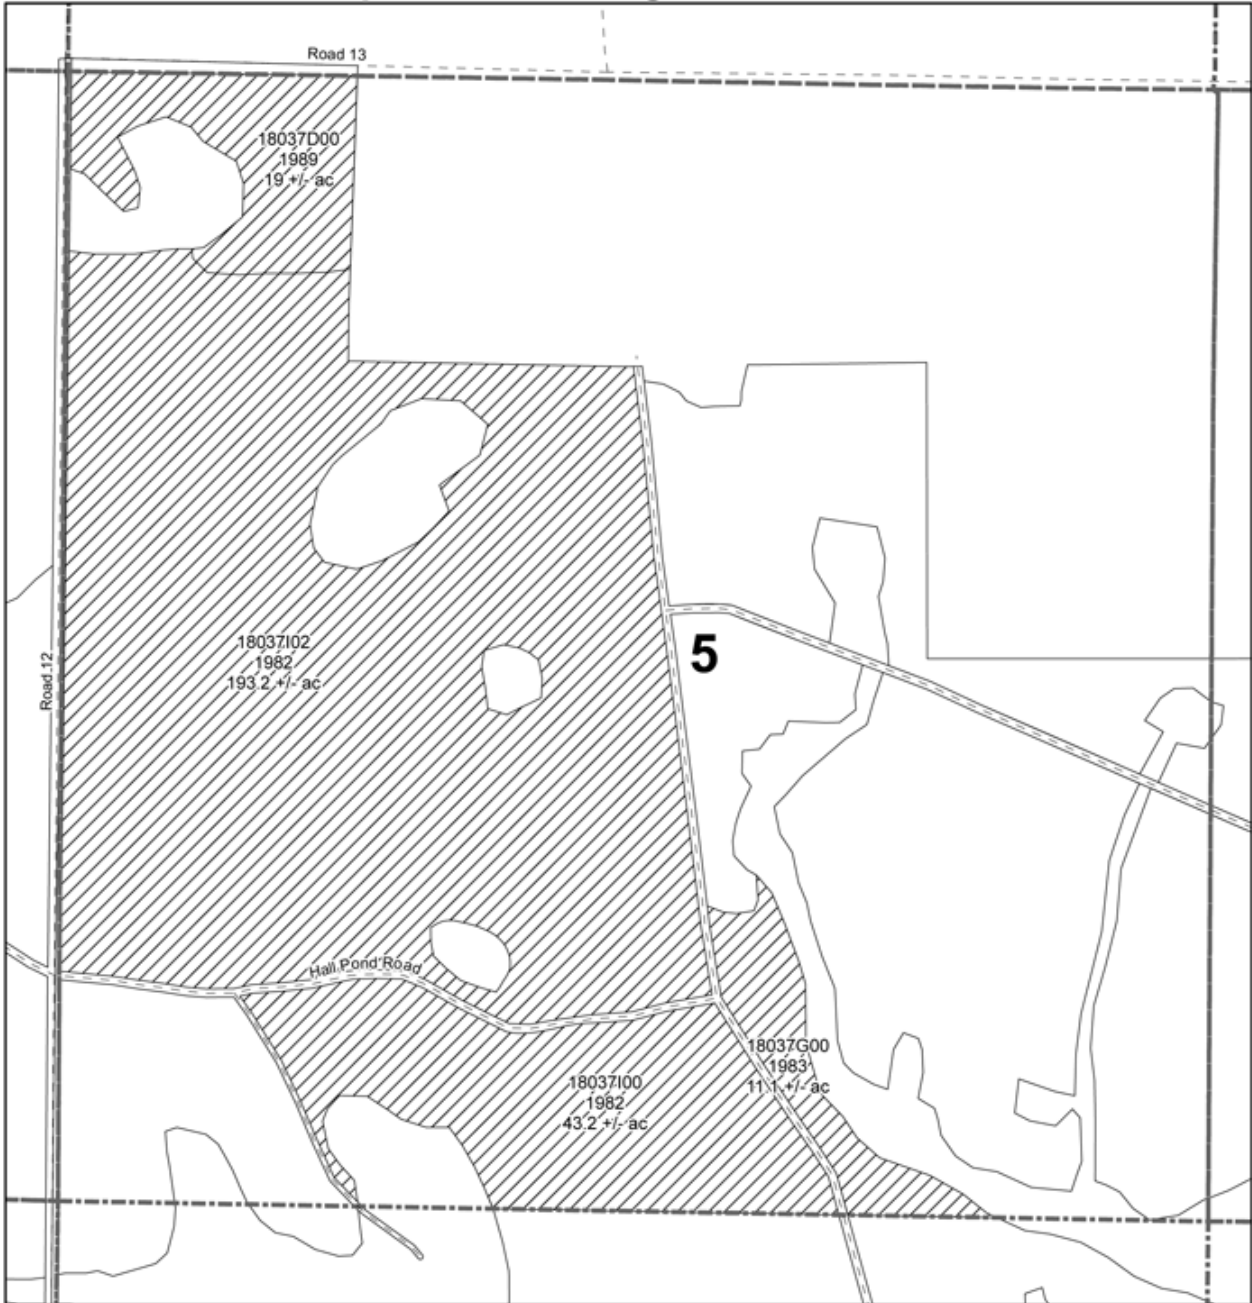 Road 13
18037D00
1989
19 +/- ac
18037I02
1982
193.2 +/- ac
5
Road 12
Hall Pond Road
18037G00
1983
11.1 +/- ac
18037I00
1982
43.2 +/- ac